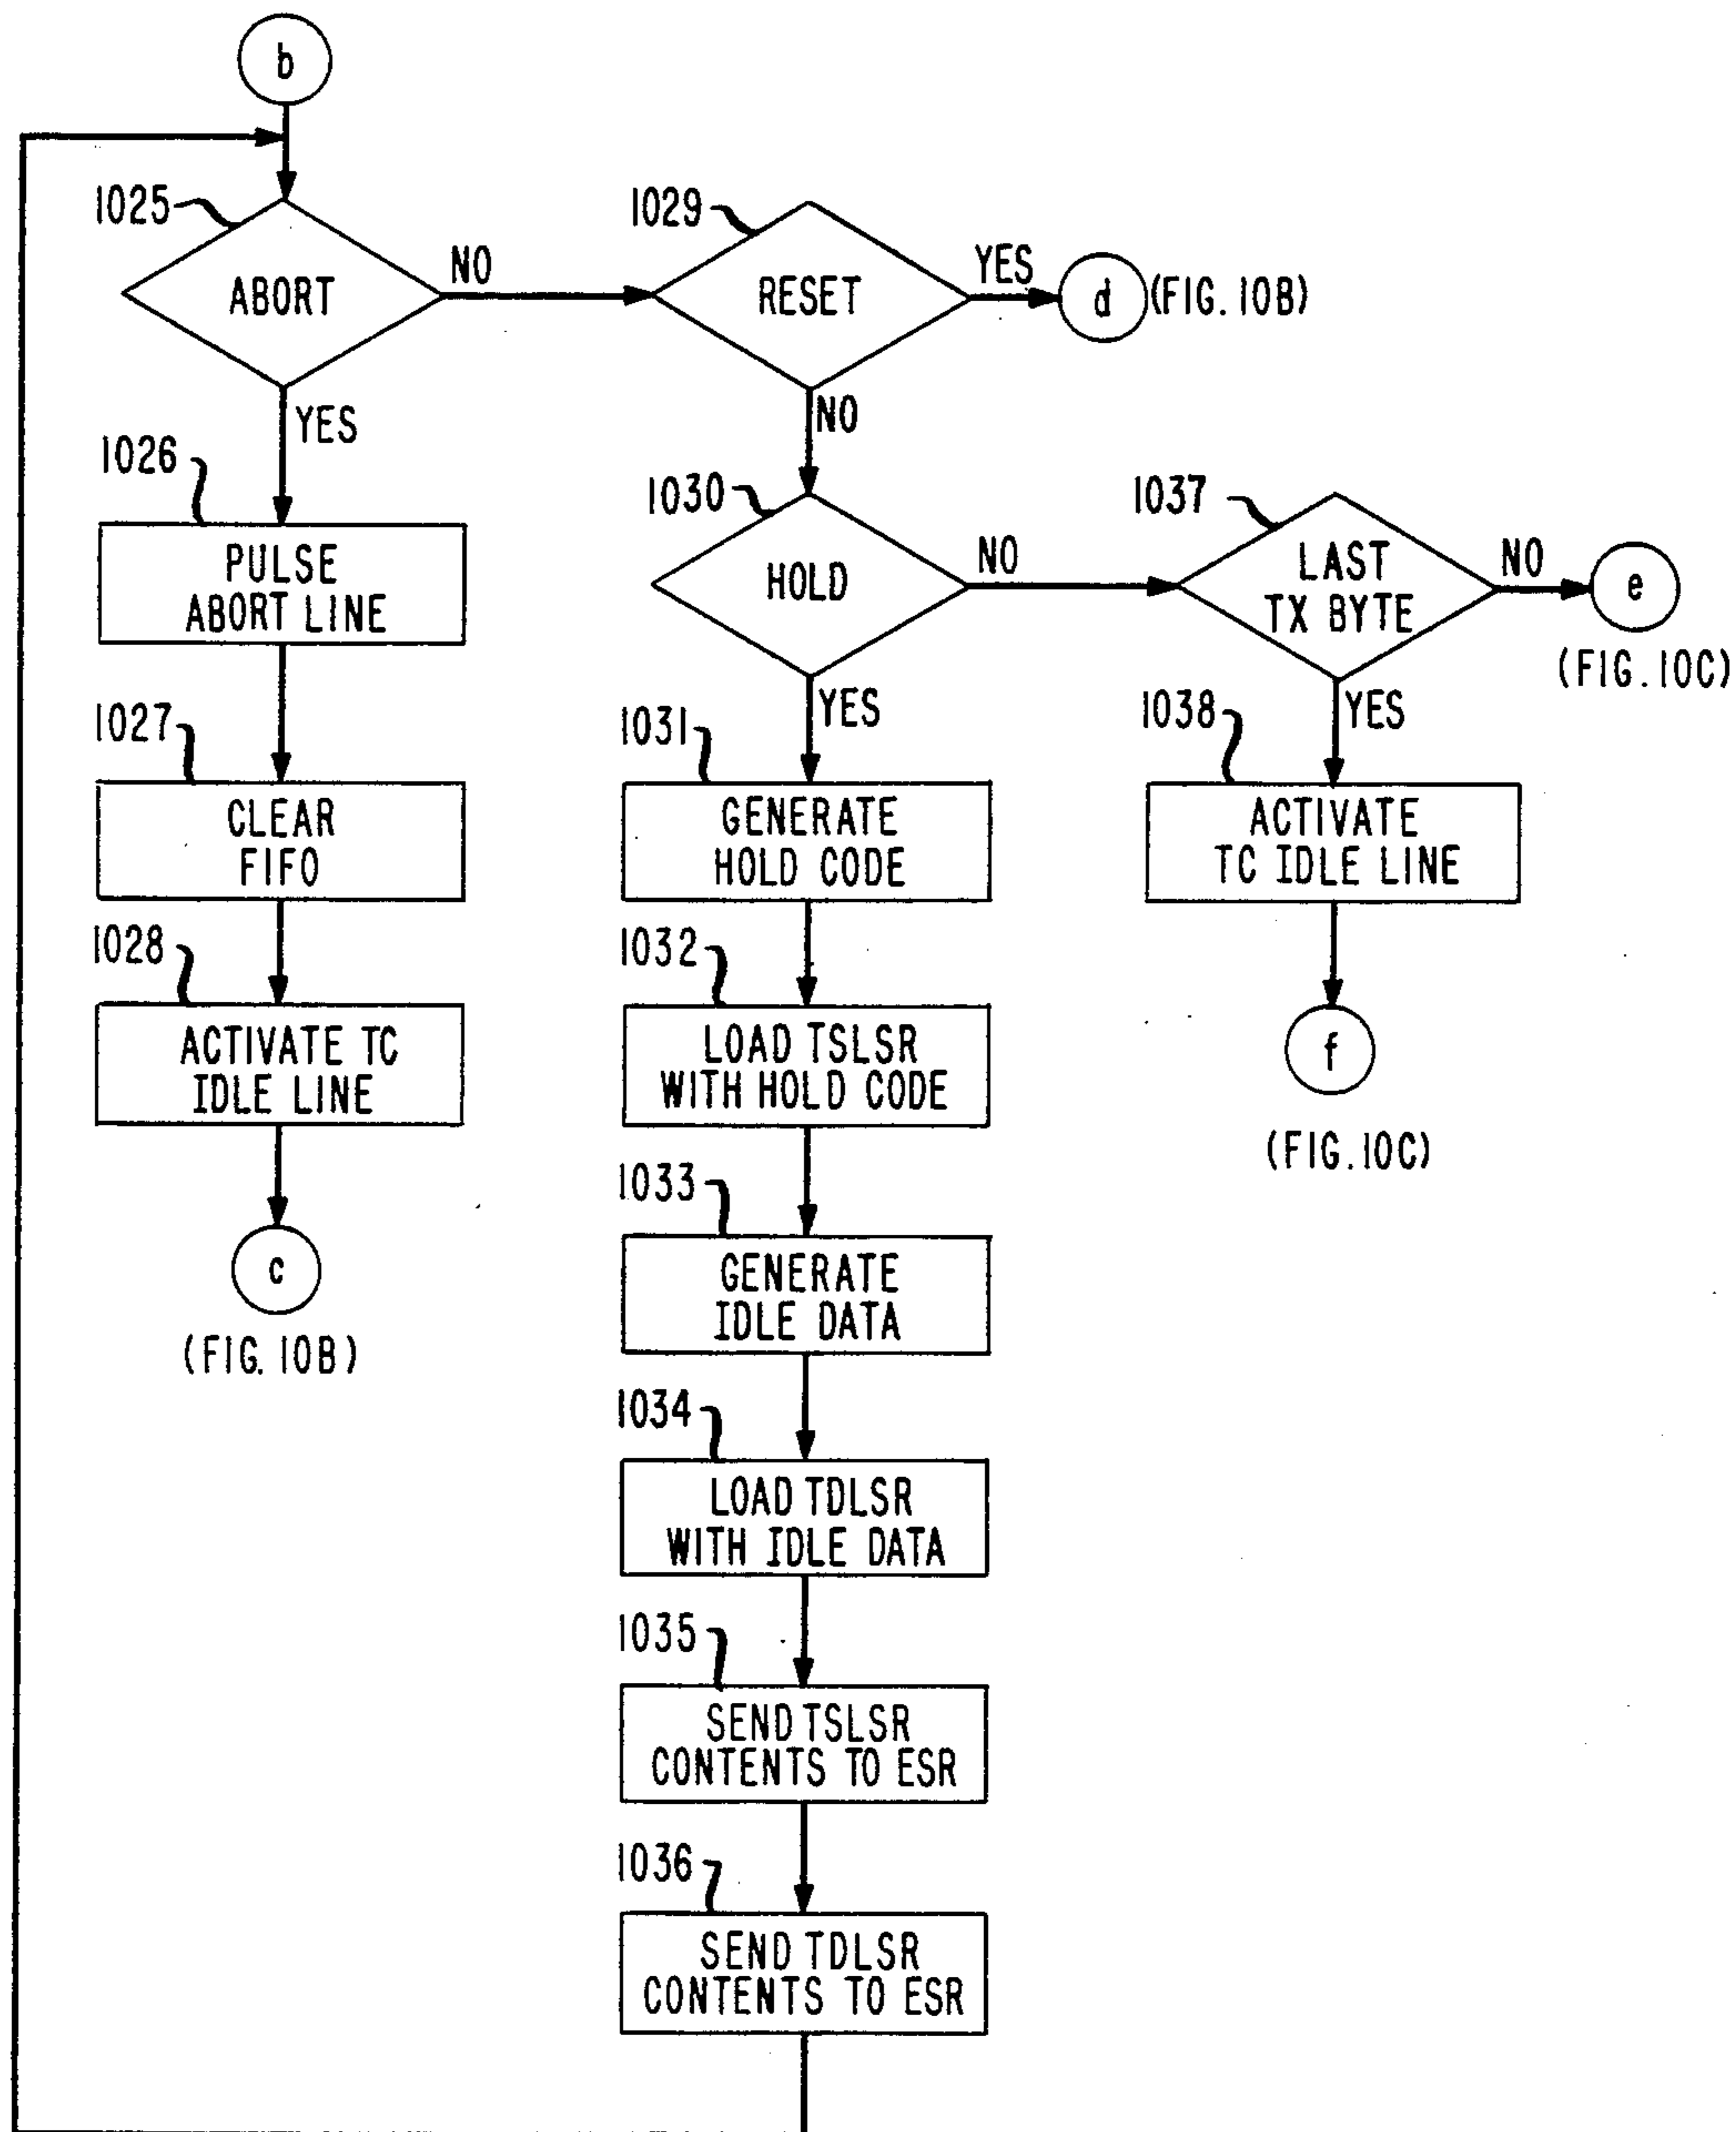 b
1025
ABORT
NO
1029
RESET
YES
d
(FIG. 10B)
YES
NO
1026
PULSE
ABORT LINE
1030
HOLD
NO
1037
LAST
TX BYTE
NO
e
(FIG. 10C)
YES
YES
1027
CLEAR
FIFO
1031
GENERATE
HOLD CODE
1038
ACTIVATE
TC IDLE LINE
1028
ACTIVATE TC
IDLE LINE
1032
LOAD TSLSR
WITH HOLD CODE
f
(FIG. 10C)
c
(FIG. 10B)
1033
GENERATE
IDLE DATA
1034
LOAD TDLSR
WITH IDLE DATA
1035
SEND TSLSR
CONTENTS TO ESR
1036
SEND TDLSR
CONTENTS TO ESR